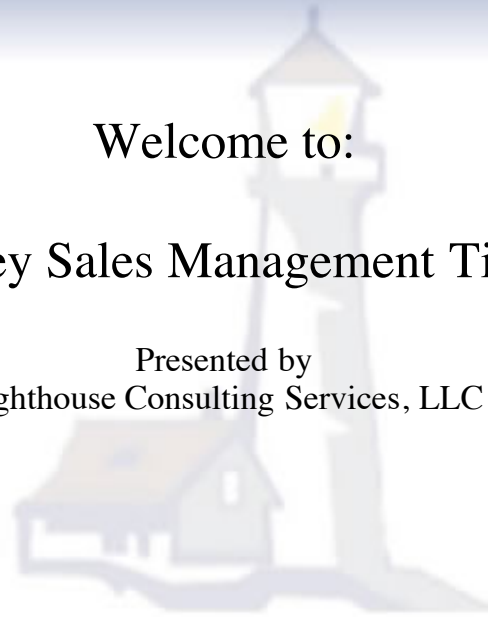 Welcome to:
ey Sales Management Ti
Presented by
ghthouse Consulting Services, LLC